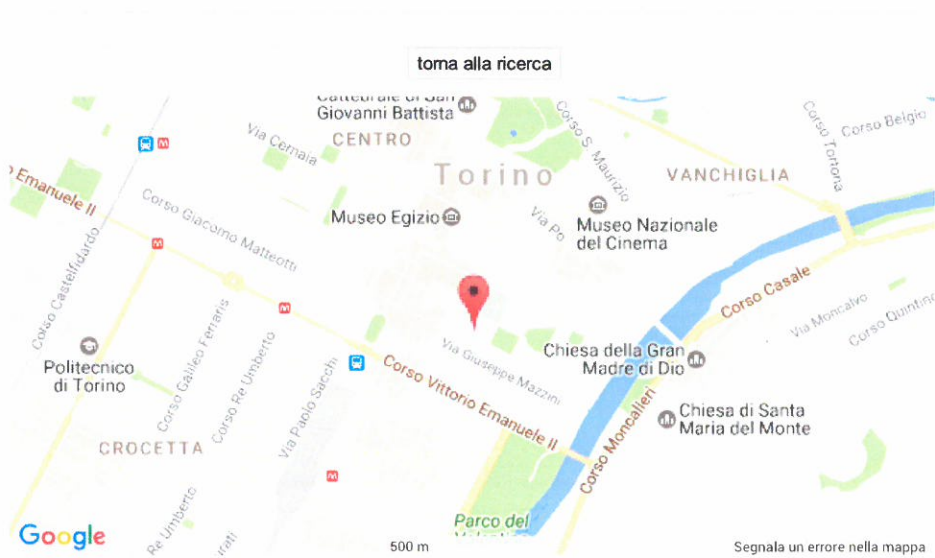 torna alla ricerca
Cattedrale di San
Giovanni Battista
CENTRO
Via Cernaia
Corso S. Maurizio
Corso Tortona
Corso Belgio
VANCHIGLIA
Torino
Emanuele II
Corso Giacomo Matteotti
Museo Egizio
Via Po
Museo Nazionale
del Cinema
Corso Castelfidardo
Corso Casale
Via Moncalvo
Corso Quintino
Politecnico
di Torino
Corso Galileo Ferraris
Corso Re Umberto
Via Paolo Sacchi
Via Giuseppe Mazzini
Corso Vittorio Emanuele II
Chiesa della Gran
Madre di Dio
Corso Moncalieri
Chiesa di Santa
Maria del Monte
CROCETTA
M
M
M
M
Parco del
Google
Re Umberto
urati
500 m
Segnala un errore nella mappa